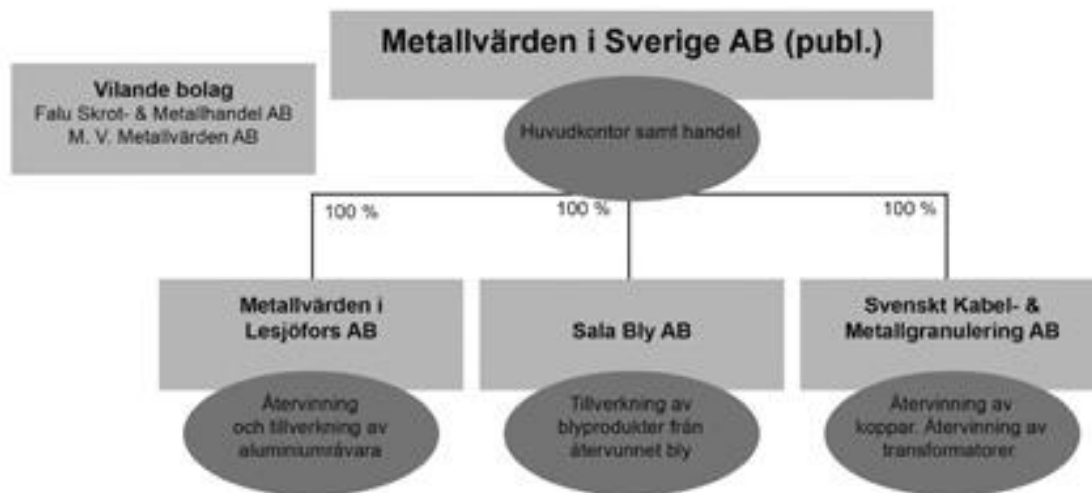 Metallvärden i Sverige AB (publ.)
Vilande bolag
Falu Skrot- & Metallhandel AB
M. V. Metallvärden AB
Huvudkontor samt handel
100 %
100 %
100 %
Metallvärden i
Lesjöfors AB
Återvinning
och tillverkning av
aluminiumråvara
Sala Bly AB
Tillverkning av
blyprodukter från
återvunnet bly
Svenskt Kabel- &
Metallgranulering AB
Återvinning av
koppar. Återvinning av
transformatorer